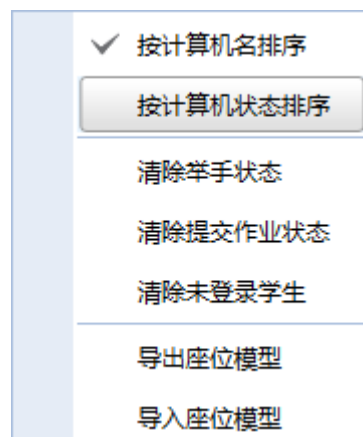 按计算机名排序
按计算机状态排序
清除举手状态
清除提交作业状态
清除未登录学生
导出座位模型
导入座位模型